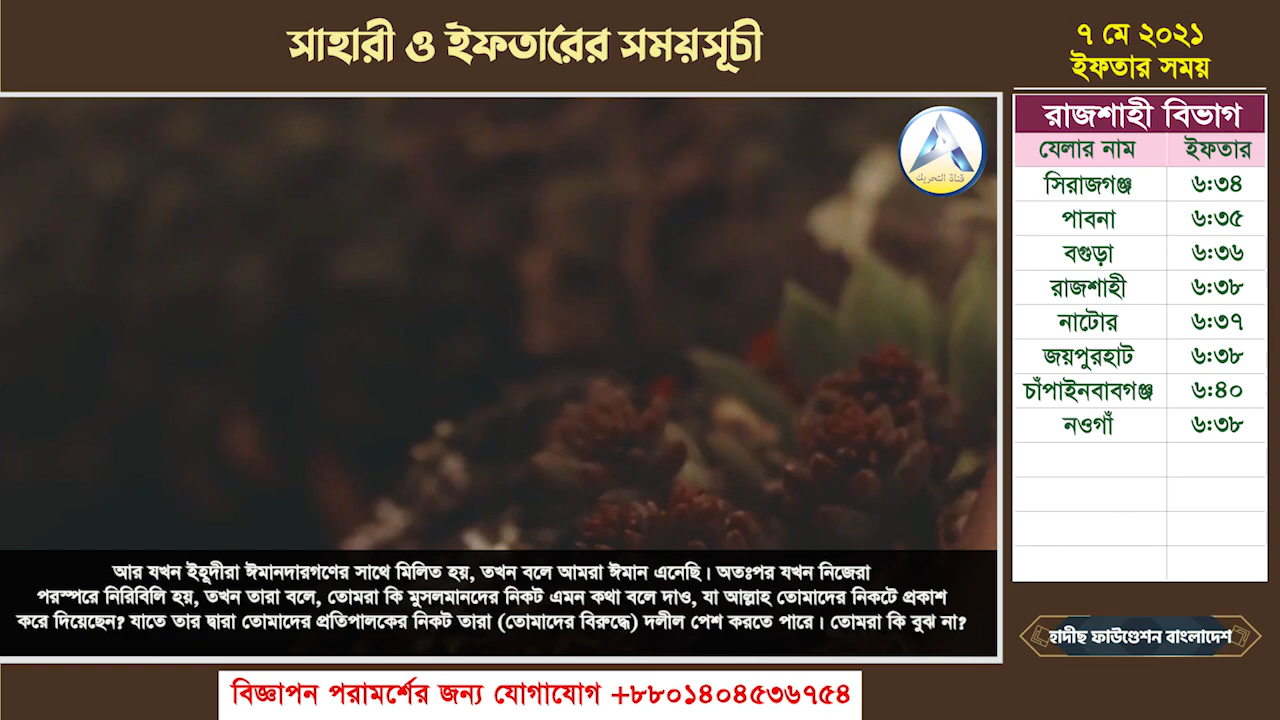 সাহারী ও ইফতারের সময়সূচী
৭ মে ২০২১
ইফতার সময়
রাজশাহী বিভাগ
যেলার নাম ইফতার
সিরাজগঞ্জ ৬:৩৪
পাবনা ৬:৩৫
বগুড়া ৬:৩৬
রাজশাহী ৬:৩৮
নাটোর ৬:৩৭
জয়পুরহাট ৬:৩৮
চাঁপাইনবাবগঞ্জ ৬:৪০
নওগাঁ ৬:৩৮
قناة التحريك
আর যখন ইহূদীরা ঈমানদারগণের সাথে মিলিত হয়, তখন বলে আমরা ঈমান এনেছি। অতঃপর যখন নিজেরা
পরস্পরে নিরিবিলি হয়, তখন তারা বলে, তোমরা কি মুসলমানদের নিকট এমন কথা বলে দাও, যা আল্লাহ তোমাদের নিকটে প্রকাশ
করে দিয়েছেন? যাতে তার দ্বারা তোমাদের প্রতিপালকের নিকট তারা (তোমাদের বিরুদ্ধে) দলীল পেশ করতে পারে। তোমরা কি বুঝ না?
হাদীছ ফাউণ্ডেশন বাংলাদেশ
বিজ্ঞাপন পরামর্শের জন্য যোগাযোগ +৮৮০১৪০৪৫৩৬৭৫৪